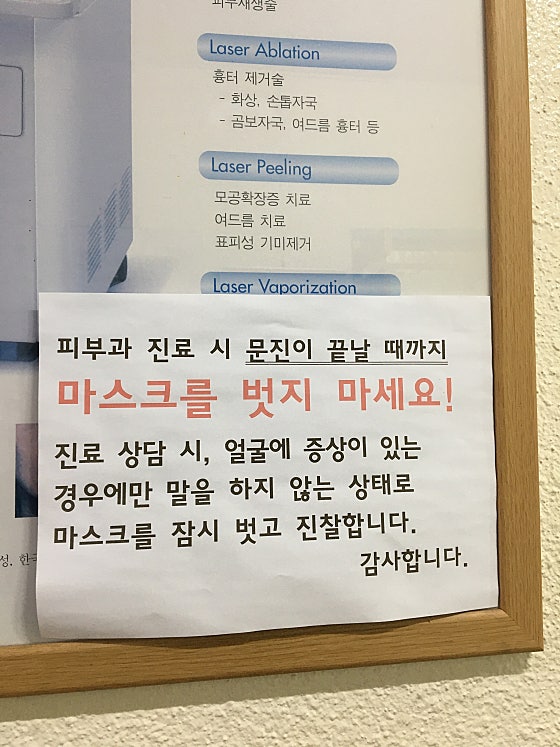 피부재생술
Laser Ablation
흉터 제거술
- 화상, 손톱자국
- 곰보자국, 여드름 흉터 등
Laser Peeling
모공확장증 치료
여드름 치료
표피성 기미제거
Laser Vaporization
피부과 진료 시 문진이 끝날 때까지
마스크를 벗지 마세요!
진료 상담 시, 얼굴에 증상이 있는
경우에만 말을 하지 않는 상태로
마스크를 잠시 벗고 진찰합니다.
감사합니다.
성, 한국